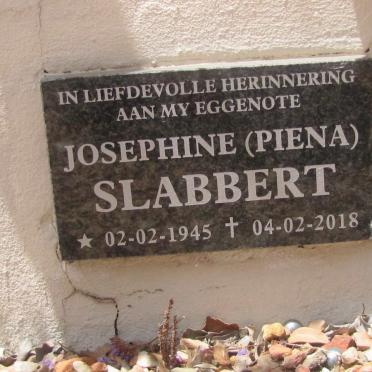 IN LIEFDEVOLLE HERINNERING
AAN MY EGGENOTE
JOSEPHINE (PIENA)
SLABBERT
★ 02-02-1945 ✝ 04-02-2018